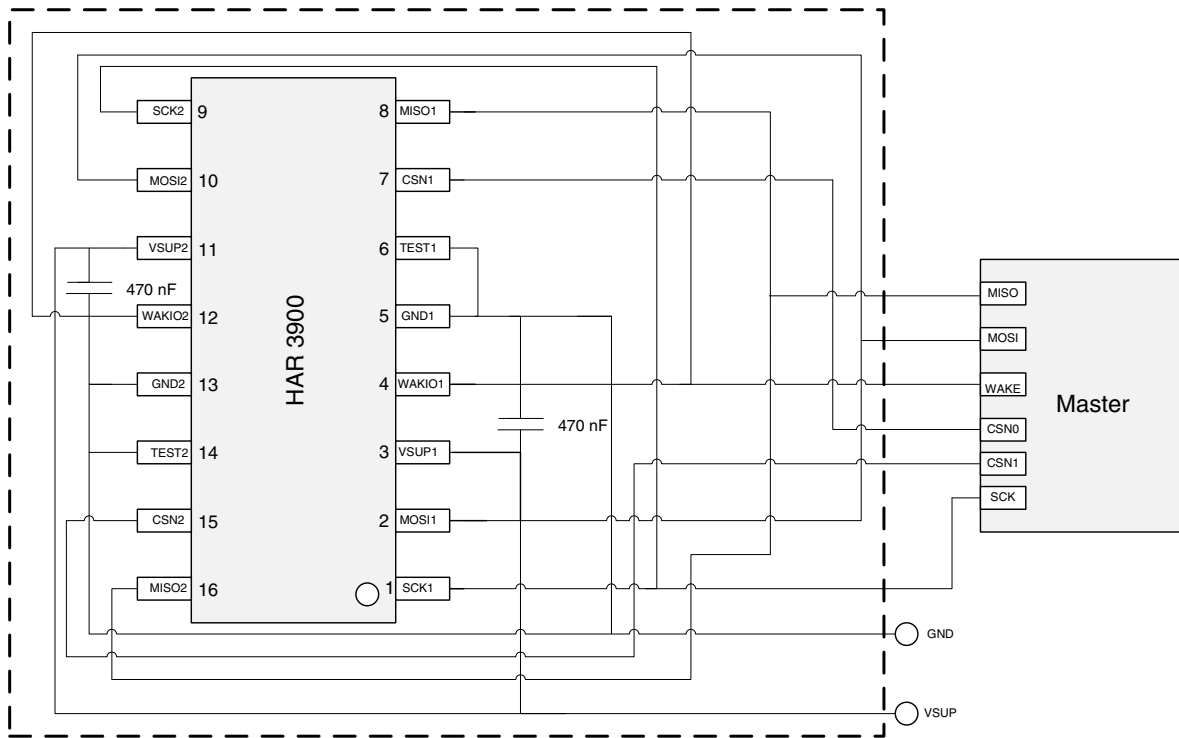 SCK2 9
8 MISO1
MOSI2 10
7 CSN1
VSUP2 11
6 TEST1
470 nF
WAKIO2 12
5 GND1
GND2 13
4 WAKIO1
470 nF
TEST2 14
3 VSUP1
CSN2 15
2 MOSI1
MISO2 16
1 SCK1
HAR 3900
MISO
MOSI
WAKE
CSN0
CSN1
SCK
Master
GND
VSUP